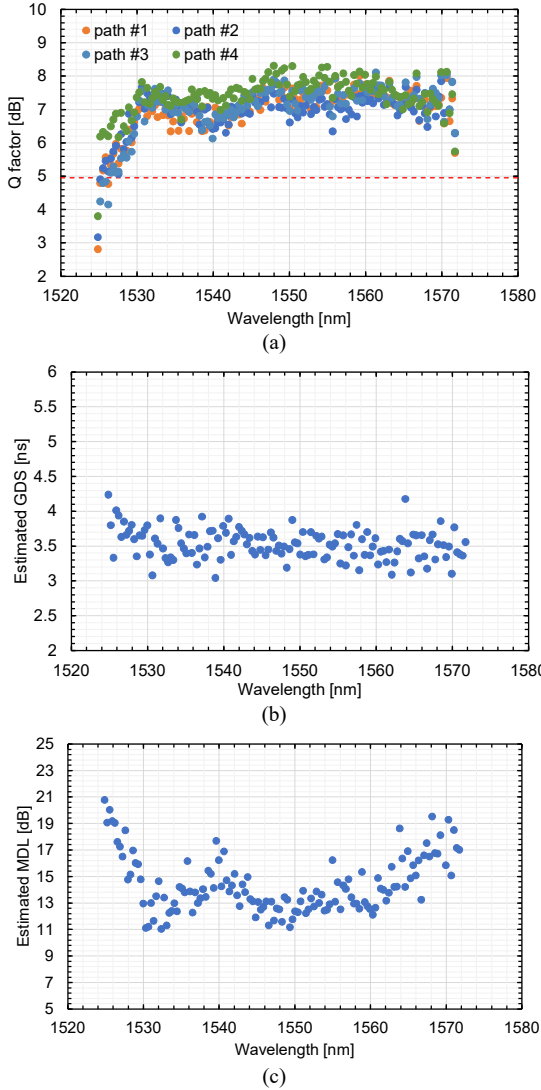 10
9
8
7
6
5
4
3
2
Q factor [dB]
path #1 path #2
path #3 path #4
1520 1530 1540 1550 1560 1570 1580
Wavelength [nm]
(a)
6
5.5
5
4.5
4
3.5
3
2.5
2
Estimated GDS [ns]
1520 1530 1540 1550 1560 1570 1580
Wavelength [nm]
(b)
25
23
21
19
17
15
13
11
9
7
5
Estimated MDL [dB]
1520 1530 1540 1550 1560 1570 1580
Wavelength [nm]
(c)